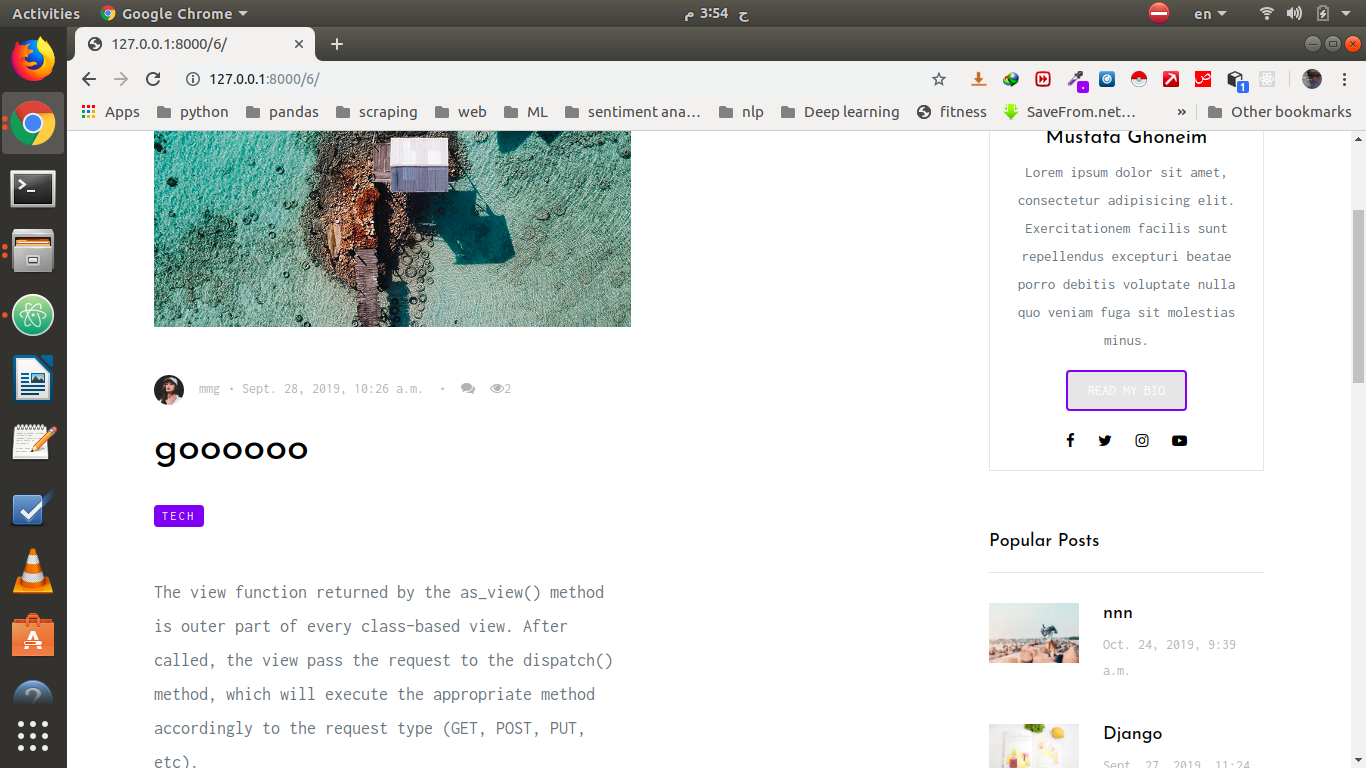 Activities
Google Chrome
ح 3:54 م
en
127.0.0.1:8000/6/
127.0.0.1:8000/6/
ص
1
Apps
python
pandas
scraping
web
ML
sentiment ana...
nlp
Deep learning
fitness
SaveFrom.net...
»
Other bookmarks
Mustafa Ghoneim
Lorem ipsum dolor sit amet,
consectetur adipisicing elit.
Exercitationem facilis sunt
repellendus excepturi beatae
porro debitis voluptate nulla
quo veniam fuga sit molestias
minus.
READ MY BIO
mmg • Sept. 28, 2019, 10:26 a.m. • 2
goooooo
TECH
The view function returned by the as_view() method
is outer part of every class-based view. After
called, the view pass the request to the dispatch()
method, which will execute the appropriate method
accordingly to the request type (GET, POST, PUT,
etc).
Popular Posts
nnn
Oct. 24, 2019, 9:39
a.m.
Django
Sept. 27, 2019, 11:24